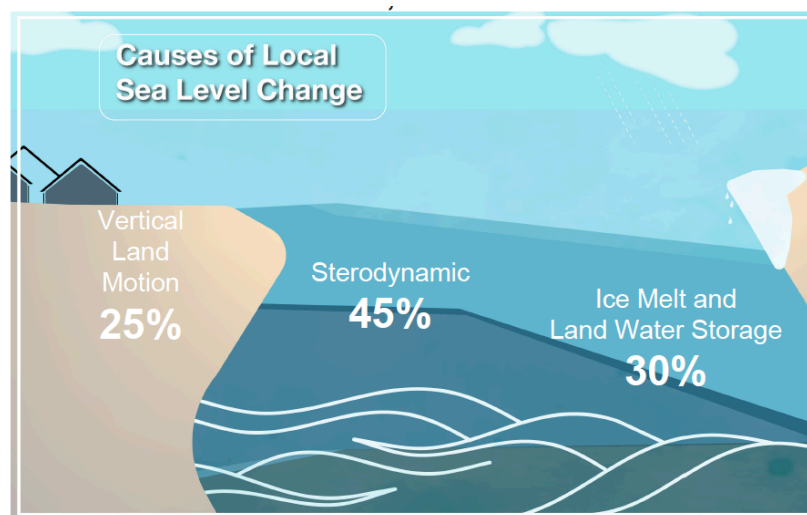 Causes of Local
Sea Level Change
Vertical
Land
Motion
25%
Sterodynamic
45%
Ice Melt and
Land Water Storage
30%